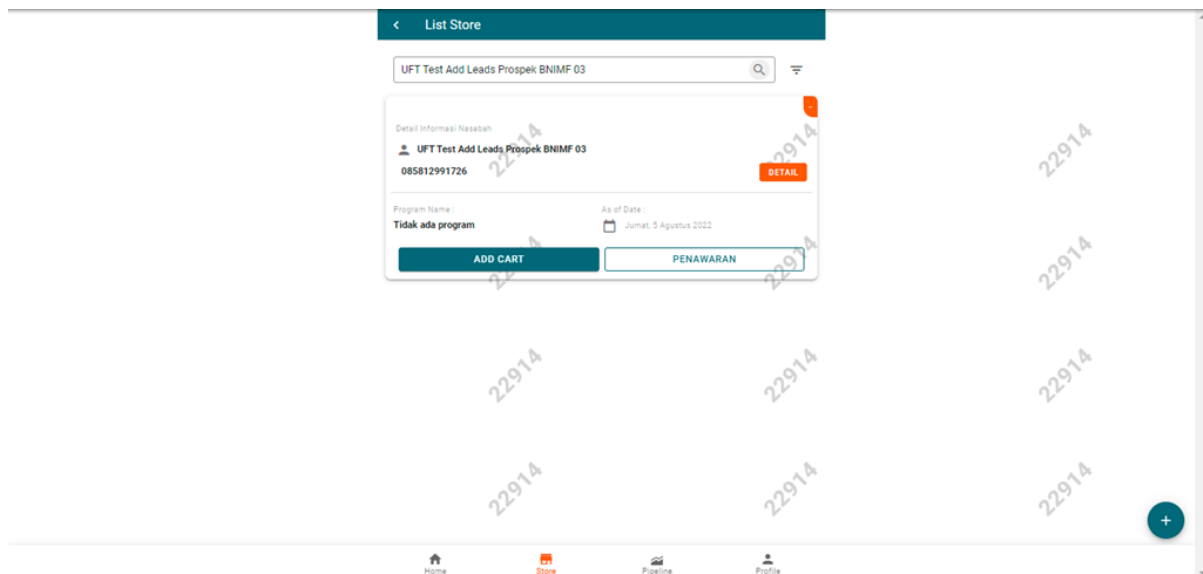 List Store
UFT Test Add Leads Prospek BNIMF 03
-
Detail Informasi Nasabah
UFT Test Add Leads Prospek BNIMF 03
085812991726
DETAIL
Program Name :
As of Date :
Tidak ada program
Jumat, 5 Agustus 2022
ADD CART
PENAWARAN
22914
22914
22914
22914
22914
22914
22914
22914
22914
22914
22914
22914
+
Home
Store
Pipeline
Profile